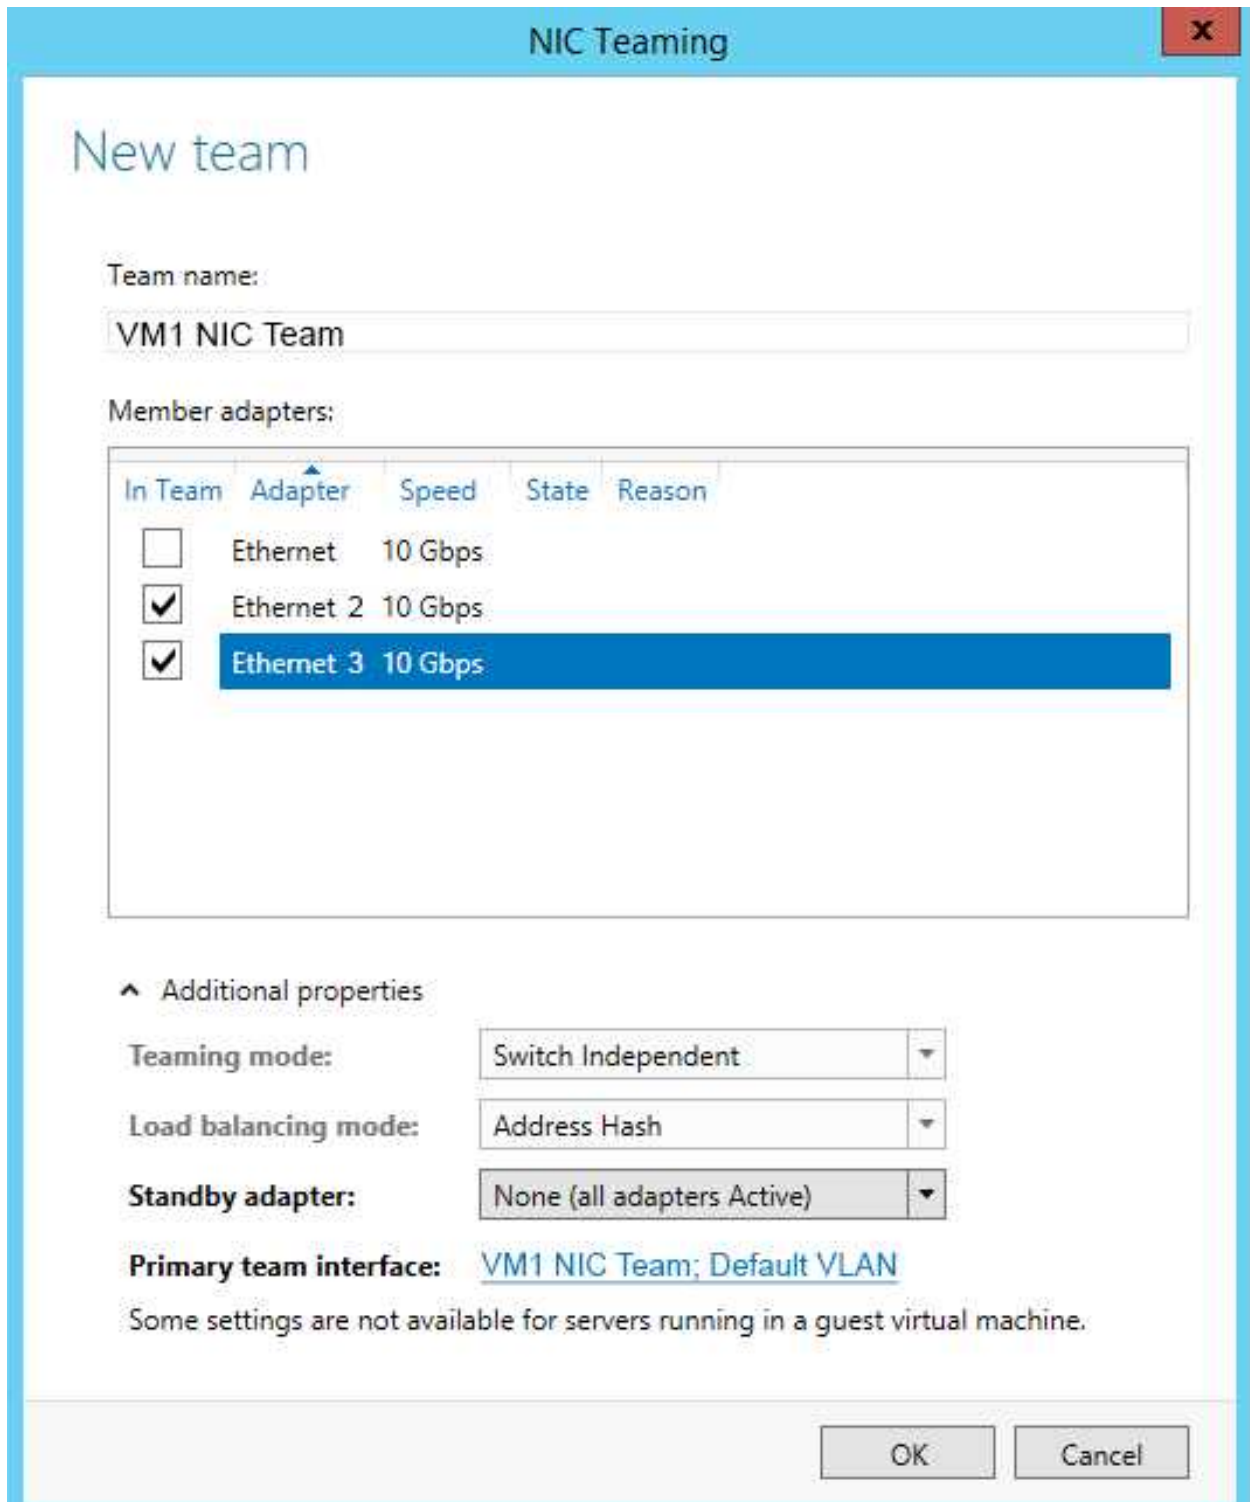 NIC Teaming
x
New team
Team name:
VM1 NIC Team
Member adapters:
In Team Adapter Speed State Reason
Ethernet 10 Gbps
Ethernet 2 10 Gbps
Ethernet 3 10 Gbps
Additional properties
Teaming mode: Switch Independent
Load balancing mode: Address Hash
Standby adapter: None (all adapters Active)
Primary team interface: VM1 NIC Team; Default VLAN
Some settings are not available for servers running in a guest virtual machine.
OK Cancel